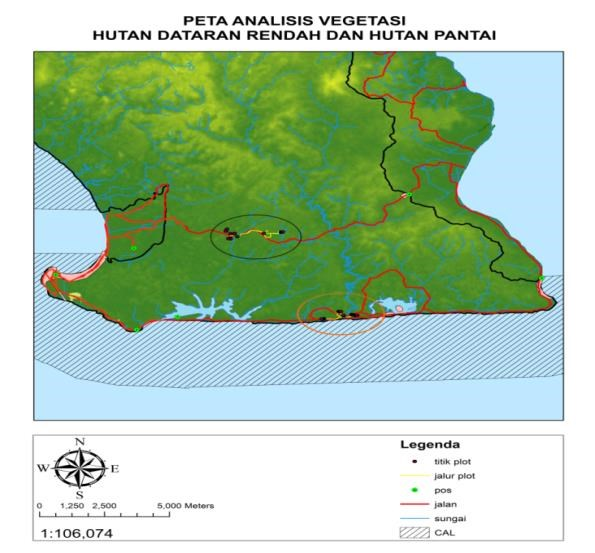 PETA ANALISIS VEGETASI
HUTAN DATARAN RENDAH DAN HUTAN PANTAI
N
W E
S
0 1,250 2,500 5,000 Meters
1:106,074
Legenda
titik plot
jalur plot
pos
jalan
sungai
CAL